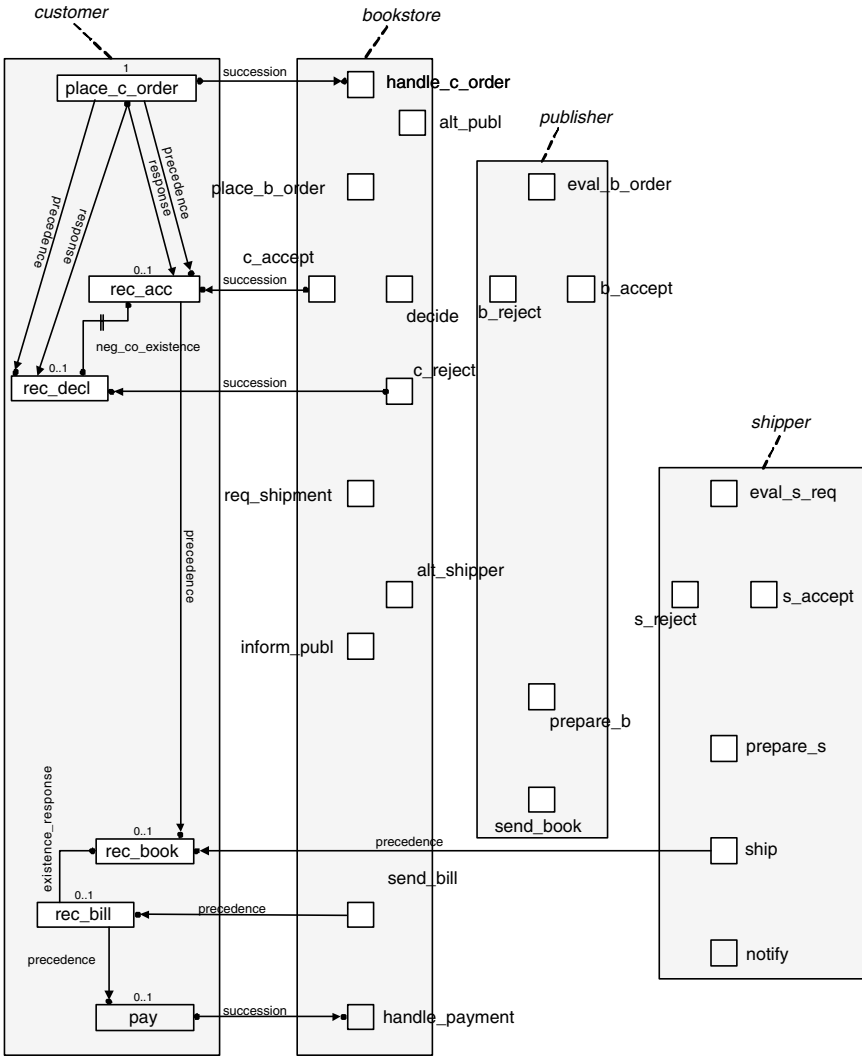 customer
bookstore
1
place_c_order
succession
handle_c_order
alt_publ
publisher
precedence
response
response
precedence
place_b_order
eval_b_order
c_accept
0..1
rec_acc
succession
decide
b_reject
b_accept
neg_co_existence
0..1
rec_decl
succession
c_reject
shipper
req_shipment
eval_s_req
precedence
alt_shipper
s_reject
s_accept
inform_publ
prepare_b
prepare_s
send_book
existence_response
0..1
rec_book
precedence
ship
send_bill
0..1
rec_bill
precedence
precedence
notify
0..1
pay
succession
handle_payment